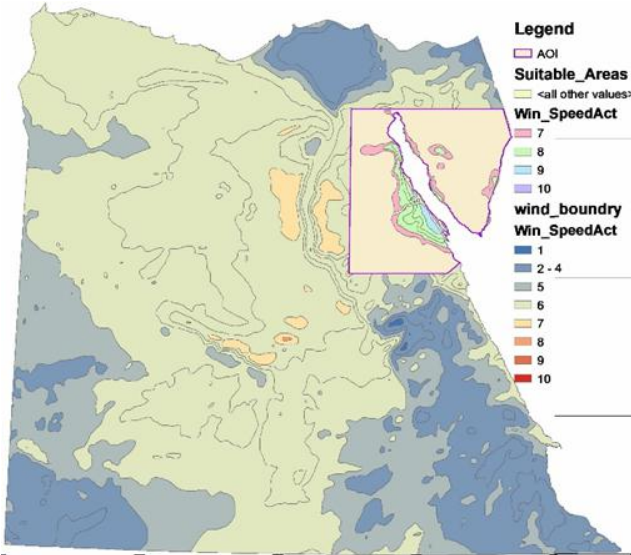 Legend
AOI
Suitable_Areas
<all other values>
Win_SpeedAct
7
8
9
10
wind_boundry
Win_SpeedAct
1
2 - 4
5
6
7
8
9
10